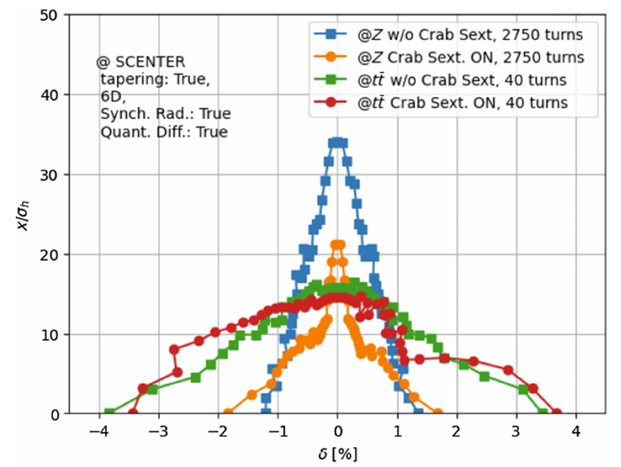 50
40
30
20
10
0
x/σₕ
@ SCENTER
tapering: True,
6D,
Synch. Rad.: True
Quant. Diff.: True
@Z w/o Crab Sext, 2750 turns
@Z Crab Sext. ON, 2750 turns
@tt̄ w/o Crab Sext, 40 turns
@tt̄ Crab Sext. ON, 40 turns
−4 −3 −2 −1 0 1 2 3 4
δ [%]